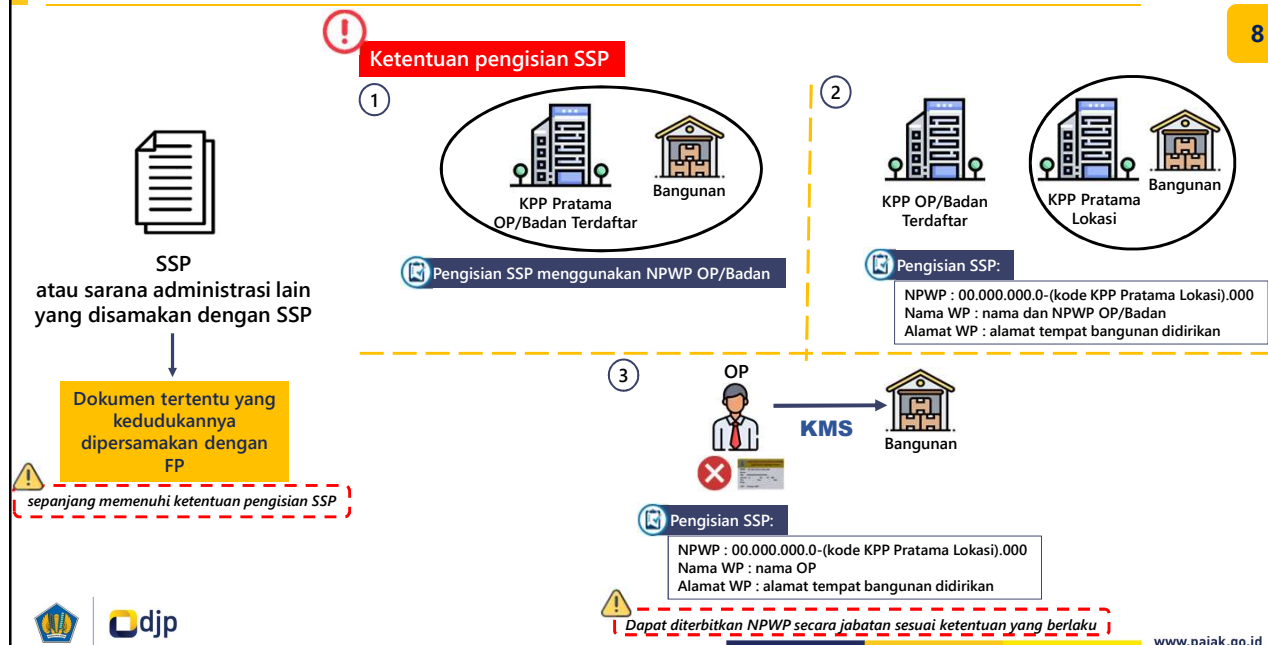 8
Ketentuan pengisian SSP
1
KPP Pratama
OP/Badan Terdaftar
Bangunan
Pengisian SSP menggunakan NPWP OP/Badan
2
KPP OP/Badan
Terdaftar
KPP Pratama
Lokasi
Bangunan
Pengisian SSP:
NPWP : 00.000.000.0-(kode KPP Pratama Lokasi).000
Nama WP : nama dan NPWP OP/Badan
Alamat WP : alamat tempat bangunan didirikan
SSP
atau sarana administrasi lain
yang disamakan dengan SSP
Dokumen tertentu yang
kedudukannya
dipersamakan dengan
FP
sepanjang memenuhi ketentuan pengisian SSP
3
OP
KMS
Bangunan
Pengisian SSP:
NPWP : 00.000.000.0-(kode KPP Pratama Lokasi).000
Nama WP : nama OP
Alamat WP : alamat tempat bangunan didirikan
Dapat diterbitkan NPWP secara jabatan sesuai ketentuan yang berlaku
djp
www.pajak.go.id